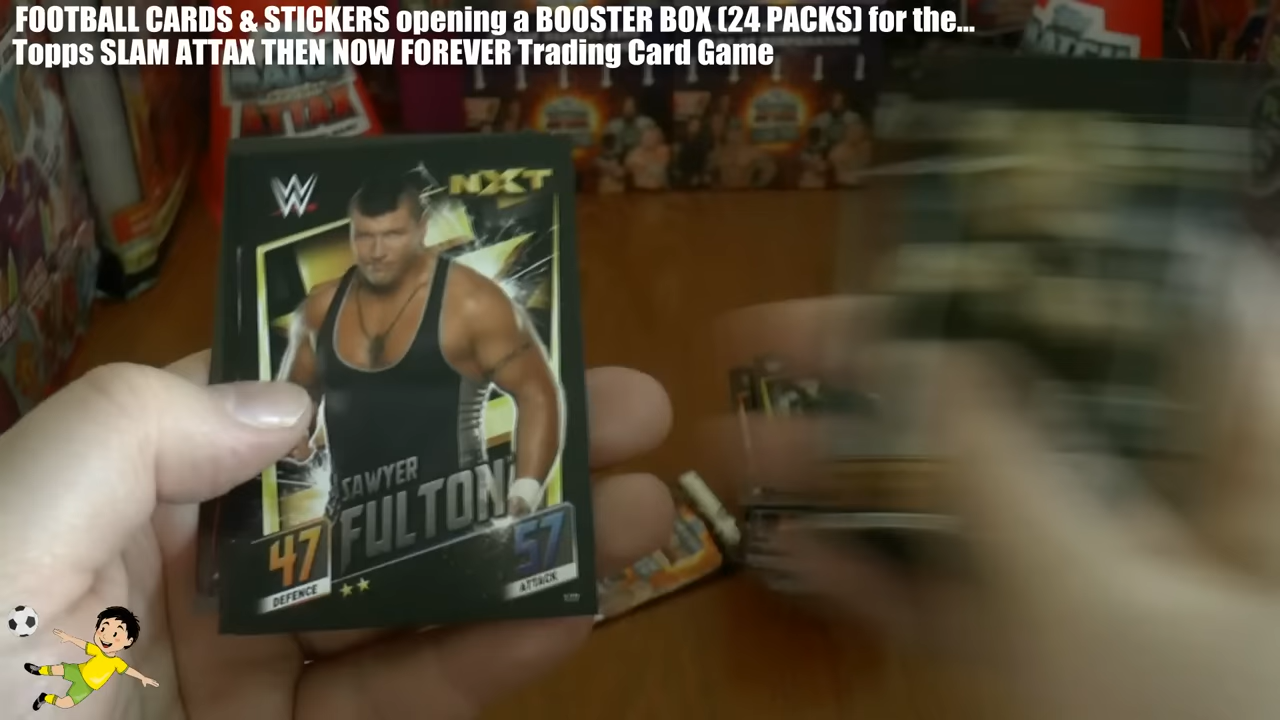 FOOTBALL CARDS & STICKERS opening a BOOSTER BOX (24 PACKS) for the...
Topps SLAM ATTAX THEN NOW FOREVER Trading Card Game
ATTAX
W
NXT
SAWYER
FULTON
47
DEFENCE
57
ATTACK